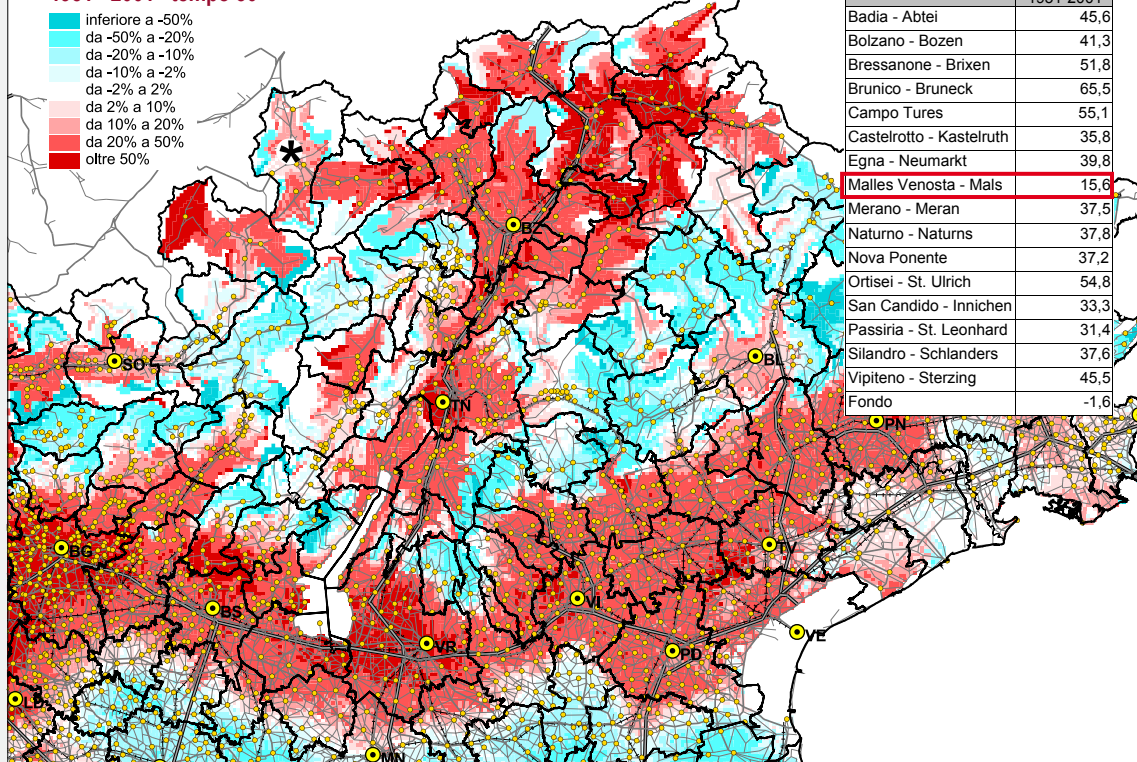 inferiore a -50%
da -50% a -20%
da -20% a -10%
da -10% a -2%
da -2% a 2%
da 2% a 10%
da 10% a 20%
da 20% a 50%
oltre 50%
Badia - Abtei 45,6
Bolzano - Bozen 41,3
Bressanone - Brixen 51,8
Brunico - Bruneck 65,5
Campo Tures 55,1
Castelrotto - Kastelruth 35,8
Egna - Neumarkt 39,8
Malles Venosta - Mals 15,6
Merano - Meran 37,5
Naturno - Naturns 37,8
Nova Ponente 37,2
Ortisei - St. Ulrich 54,8
San Candido - Innichen 33,3
Passiria - St. Leonhard 31,4
Silandro - Schlanders 37,6
Vipiteno - Sterzing 45,5
Fondo -1,6
*
BZ
SO
BL
TN
PN
BG
TV
BS
VI
VE
VR
PD
LD
MN